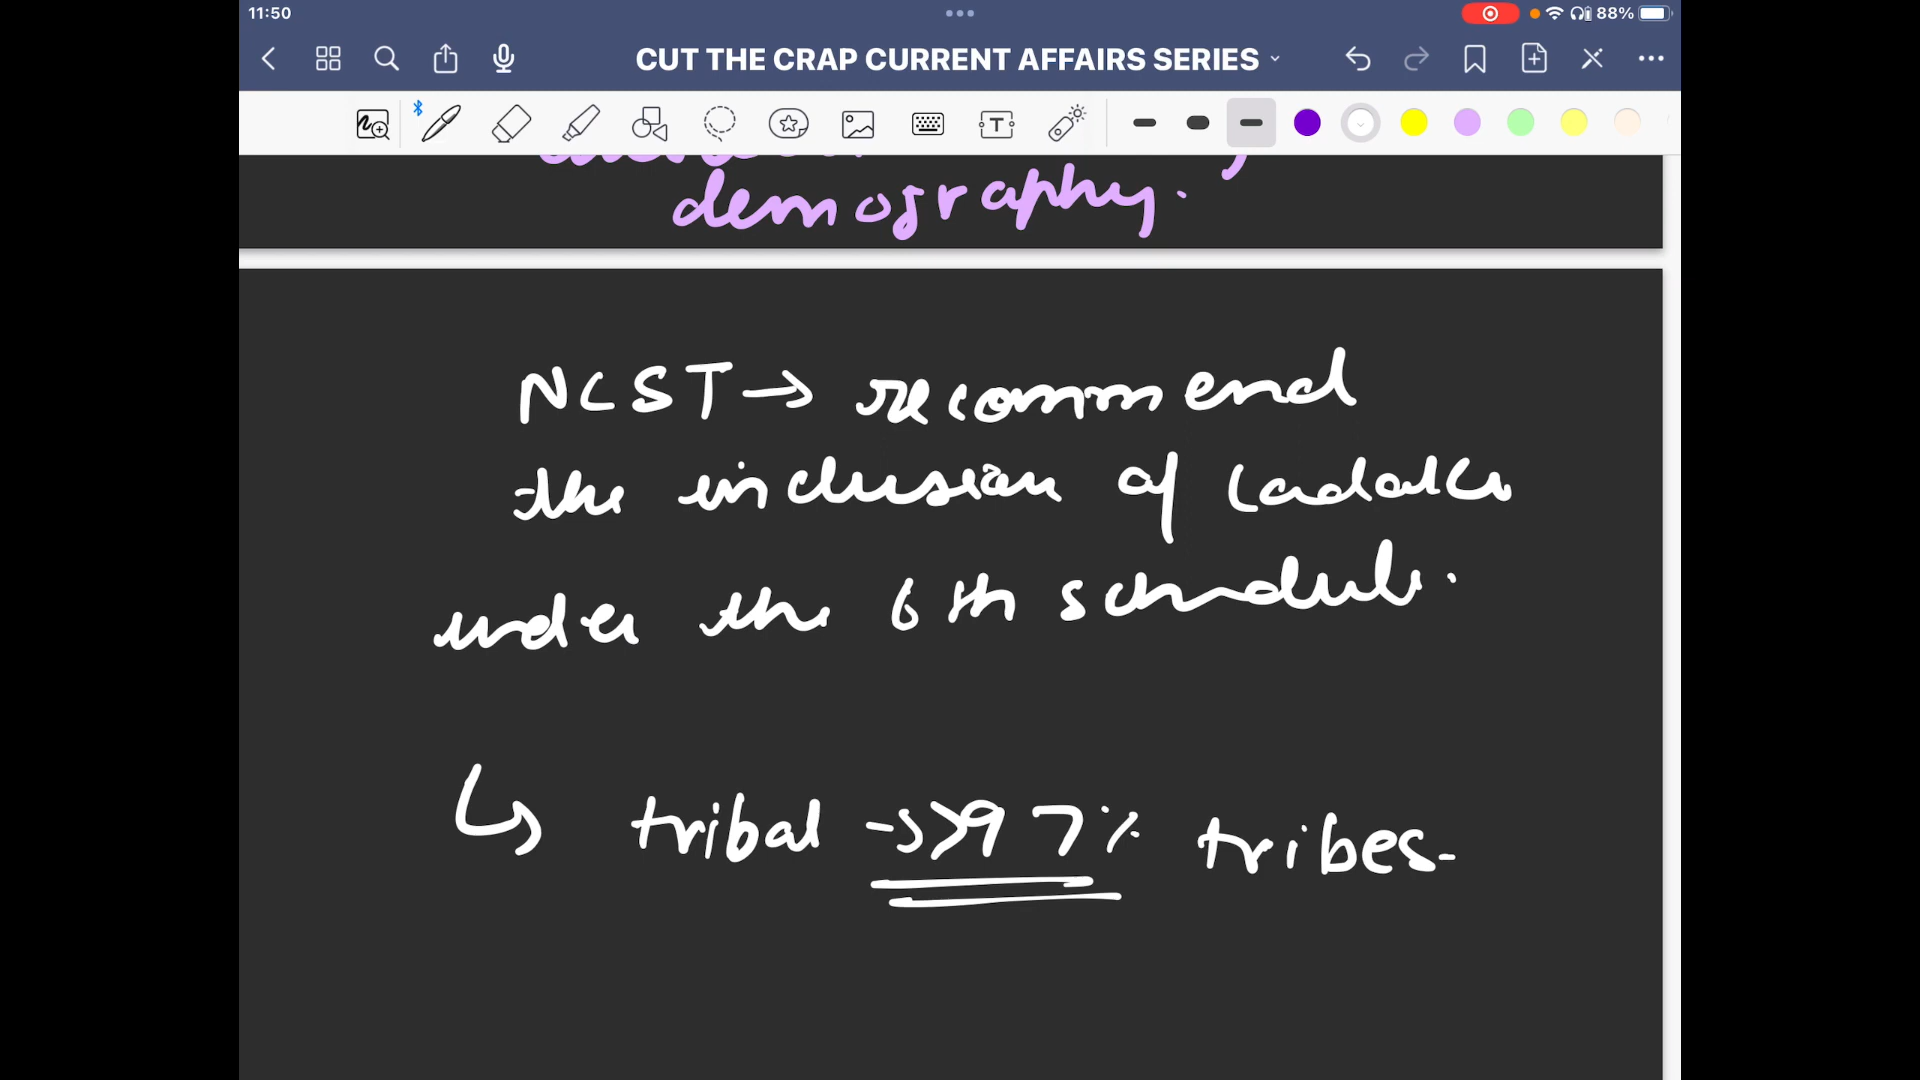 11:50
88%
CUT THE CRAP CURRENT AFFAIRS SERIES
demography.
NCST → recommend
the inclusion of Ladakh
under the 6th schedule.
↳ tribal → >97% tribes.